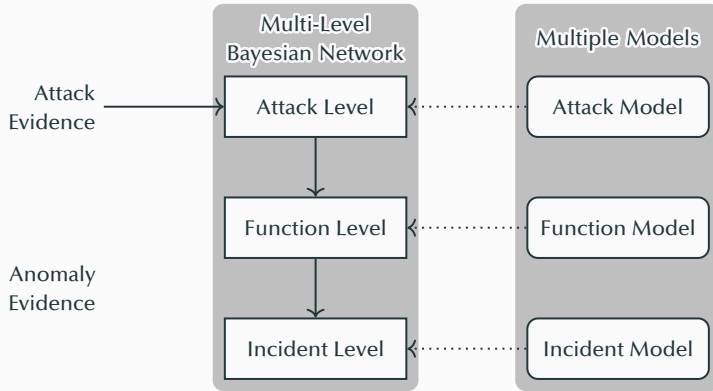 Multi-Level
Bayesian Network
Multiple Models
Attack
Evidence
Attack Level
Attack Model
Function Level
Function Model
Anomaly
Evidence
Incident Level
Incident Model